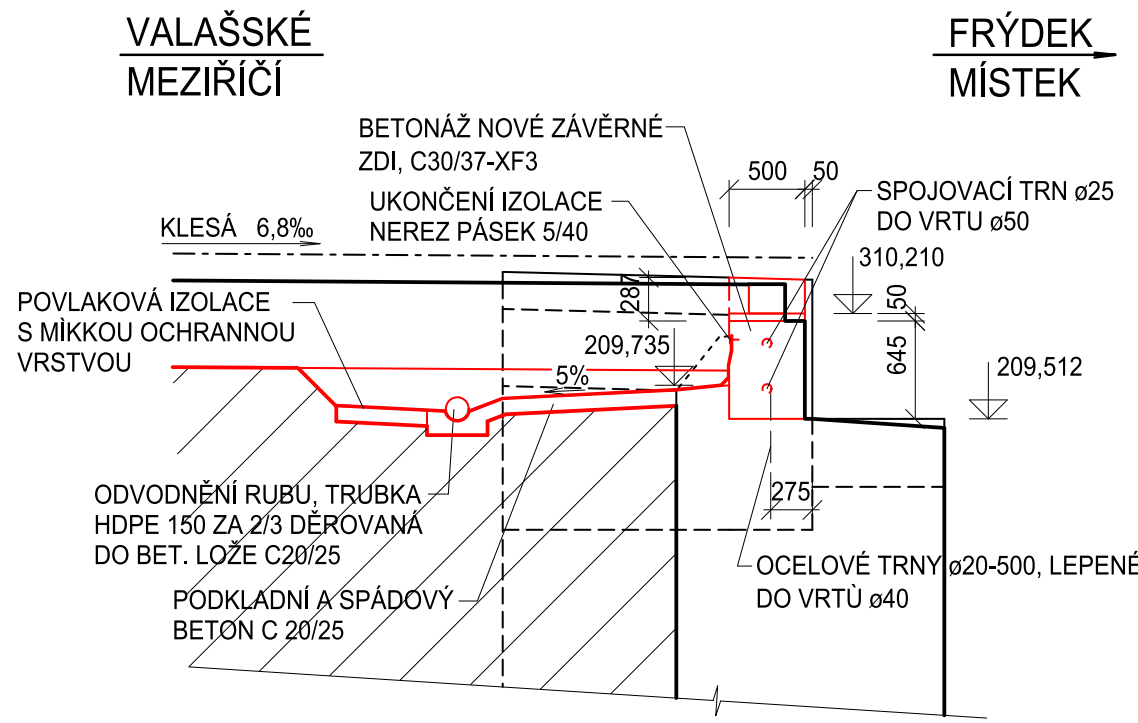 VALAŠSKÉ
MEZIŘÍČÍ
FRÝDEK
MÍSTEK
BETONÁŽ NOVÉ ZÁVĚRNÉ
ZDI, C30/37-XF3
UKONČENÍ IZOLACE
NEREZ PÁSEK 5/40
500
50
SPOJOVACÍ TRN ø25
DO VRTU ø50
KLESÁ 6,8‰
310,210
287
50
POVLAKOVÁ IZOLACE
S MÌKKOU OCHRANNOU
VRSTVOU
209,735
645
209,512
5%
ODVODNĚNÍ RUBU, TRUBKA
HDPE 150 ZA 2/3 DĚROVANÁ
DO BET. LOŽE C20/25
275
OCELOVÉ TRNY ø20-500, LEPENÉ
DO VRTÙ ø40
PODKLADNÍ A SPÁDOVÝ
BETON C 20/25